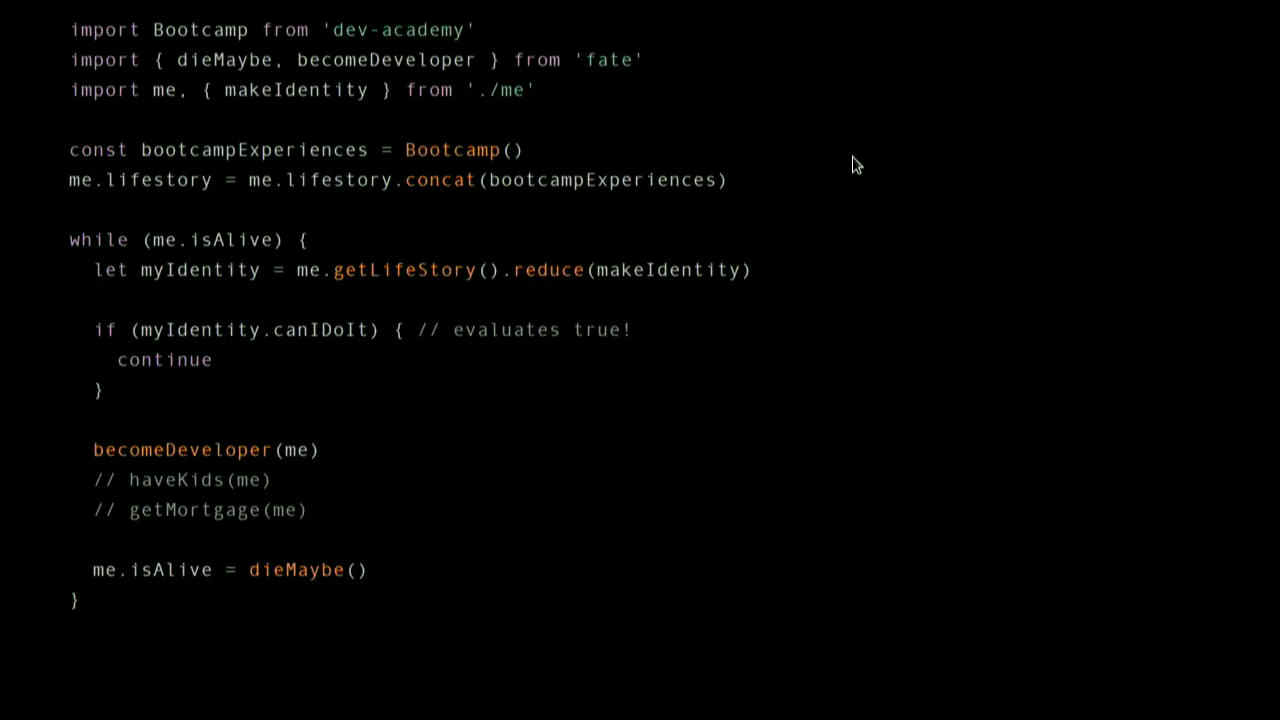 import Bootcamp from 'dev-academy'
import { dieMaybe, becomeDeveloper } from 'fate'
import me, { makeIdentity } from './me'
const bootcampExperiences = Bootcamp()
me.lifestory = me.lifestory.concat(bootcampExperiences)
while (me.isAlive) {
let myIdentity = me.getLifeStory().reduce(makeIdentity)
if (myIdentity.canIDoIt) { // evaluates true!
continue
}
becomeDeveloper(me)
// haveKids(me)
// getMortgage(me)
me.isAlive = dieMaybe()
}